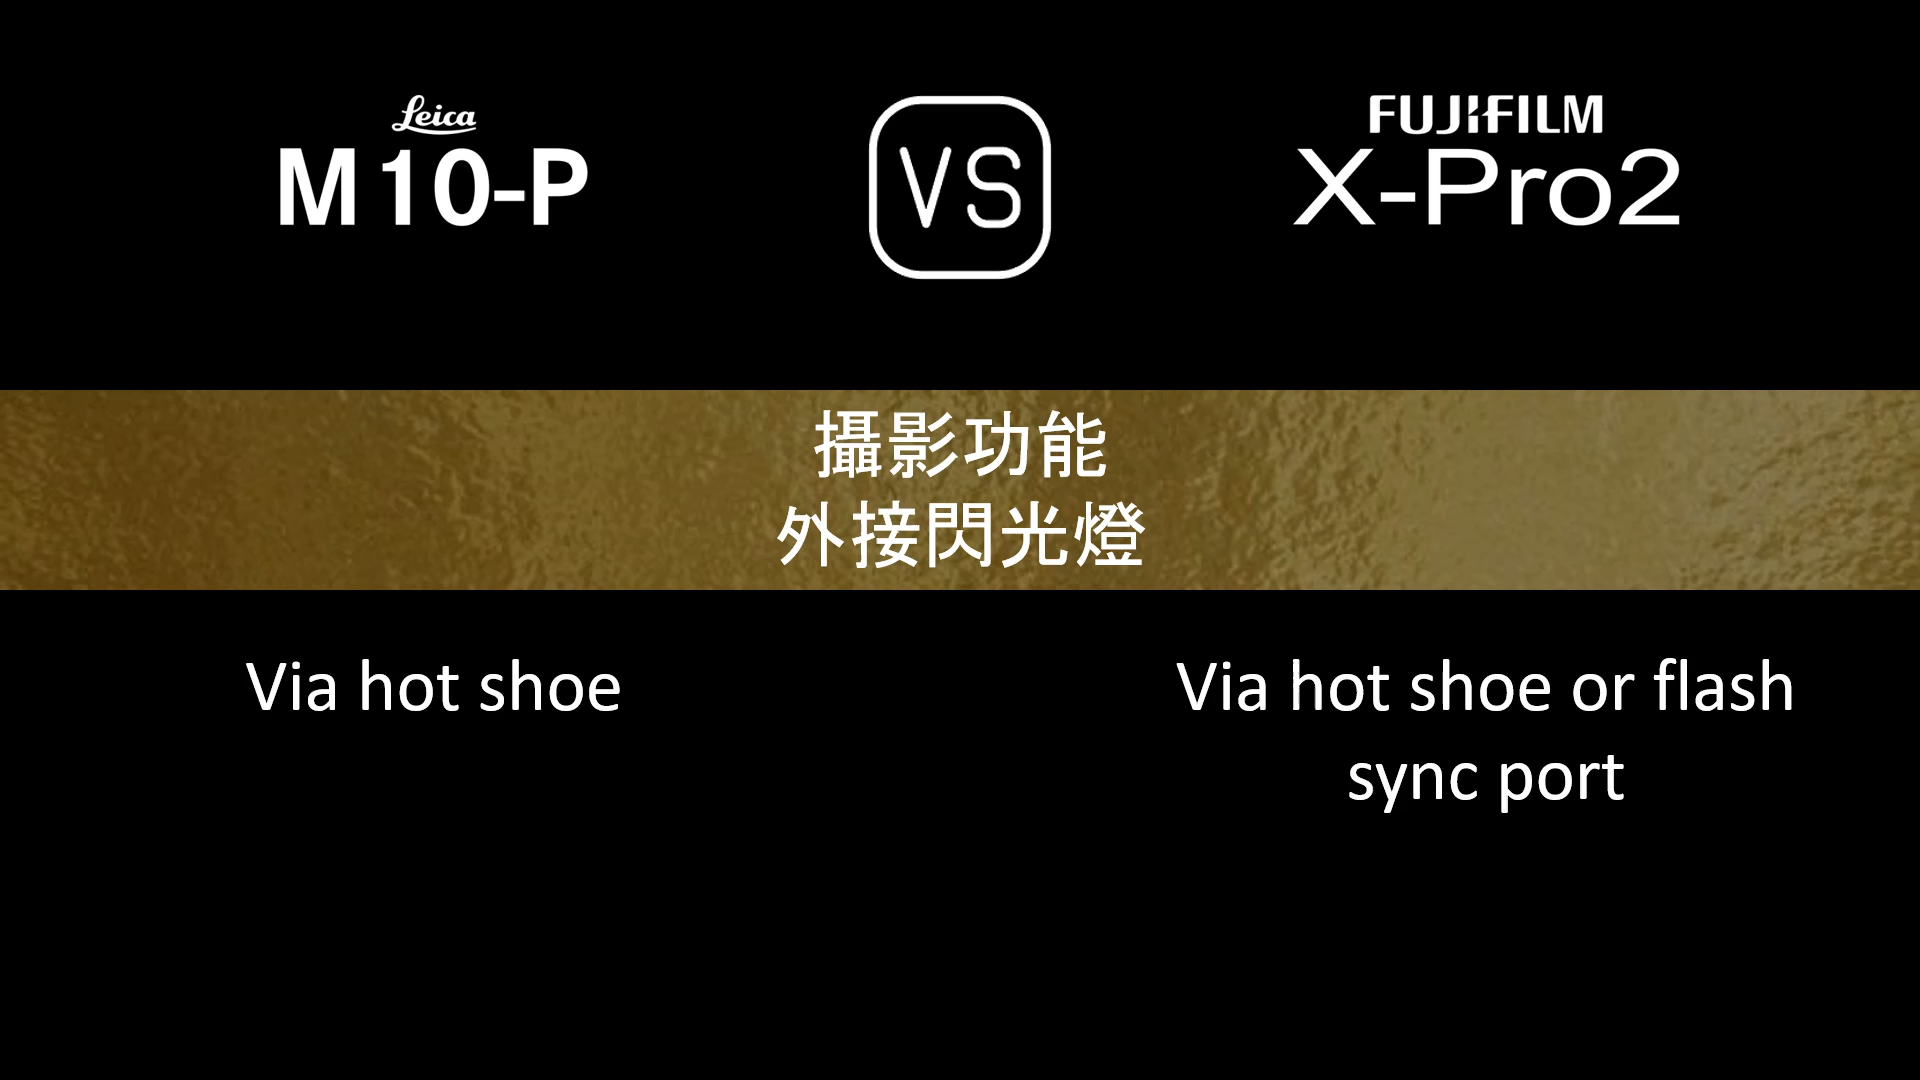 Leica
M10-P
VS
FUJIFILM
X-Pro2
攝影功能
外接閃光燈
Via hot shoe
Via hot shoe or flash
sync port